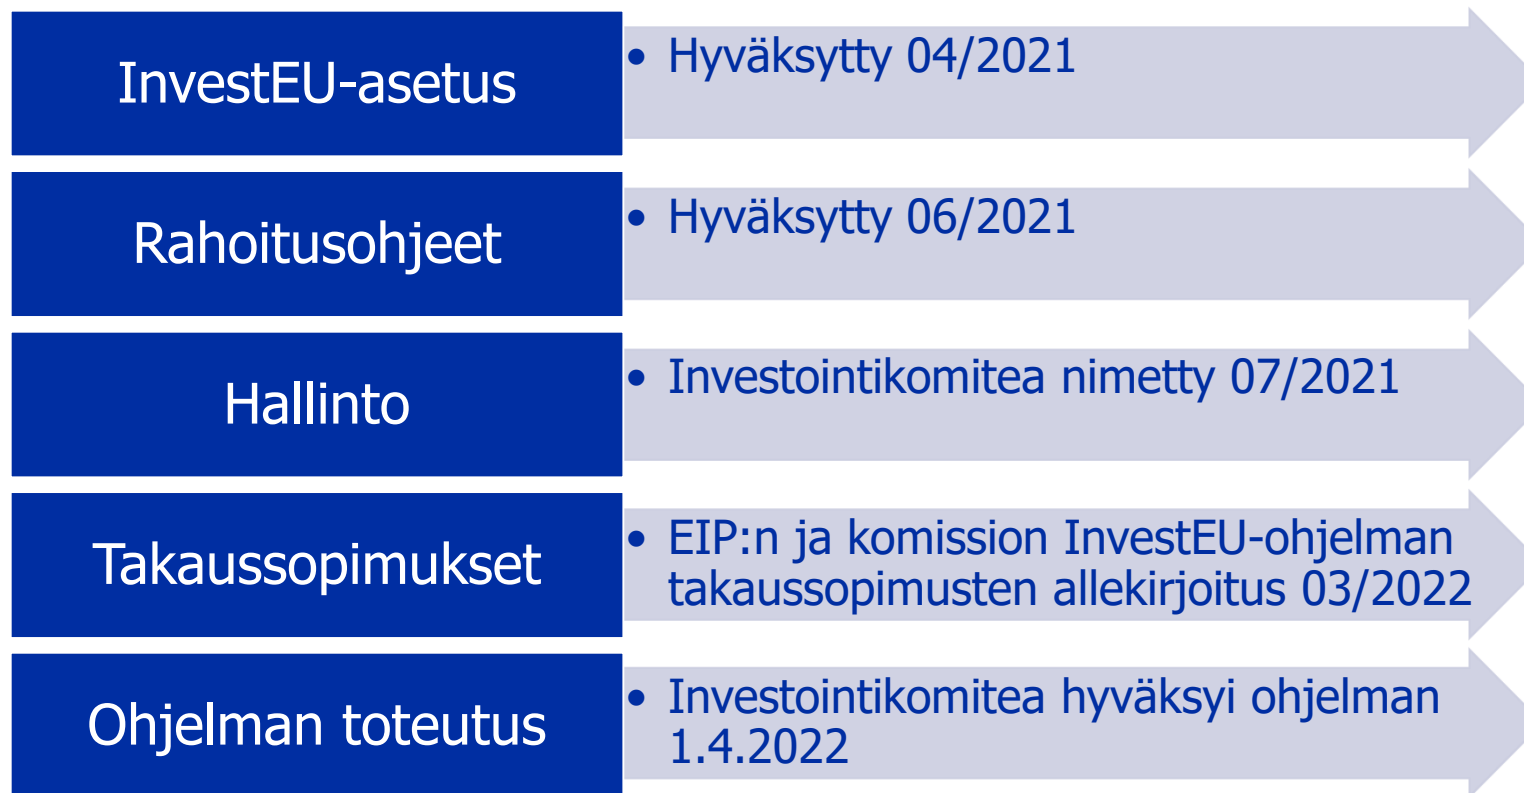 InvestEU-asetus
• Hyväksytty 04/2021
Rahoitusohjeet
• Hyväksytty 06/2021
Hallinto
• Investointikomitea nimetty 07/2021
Takaussopimukset
• EIP:n ja komission InvestEU-ohjelman
takaussopimusten allekirjoitus 03/2022
Ohjelman toteutus
• Investointikomitea hyväksyi ohjelman
1.4.2022